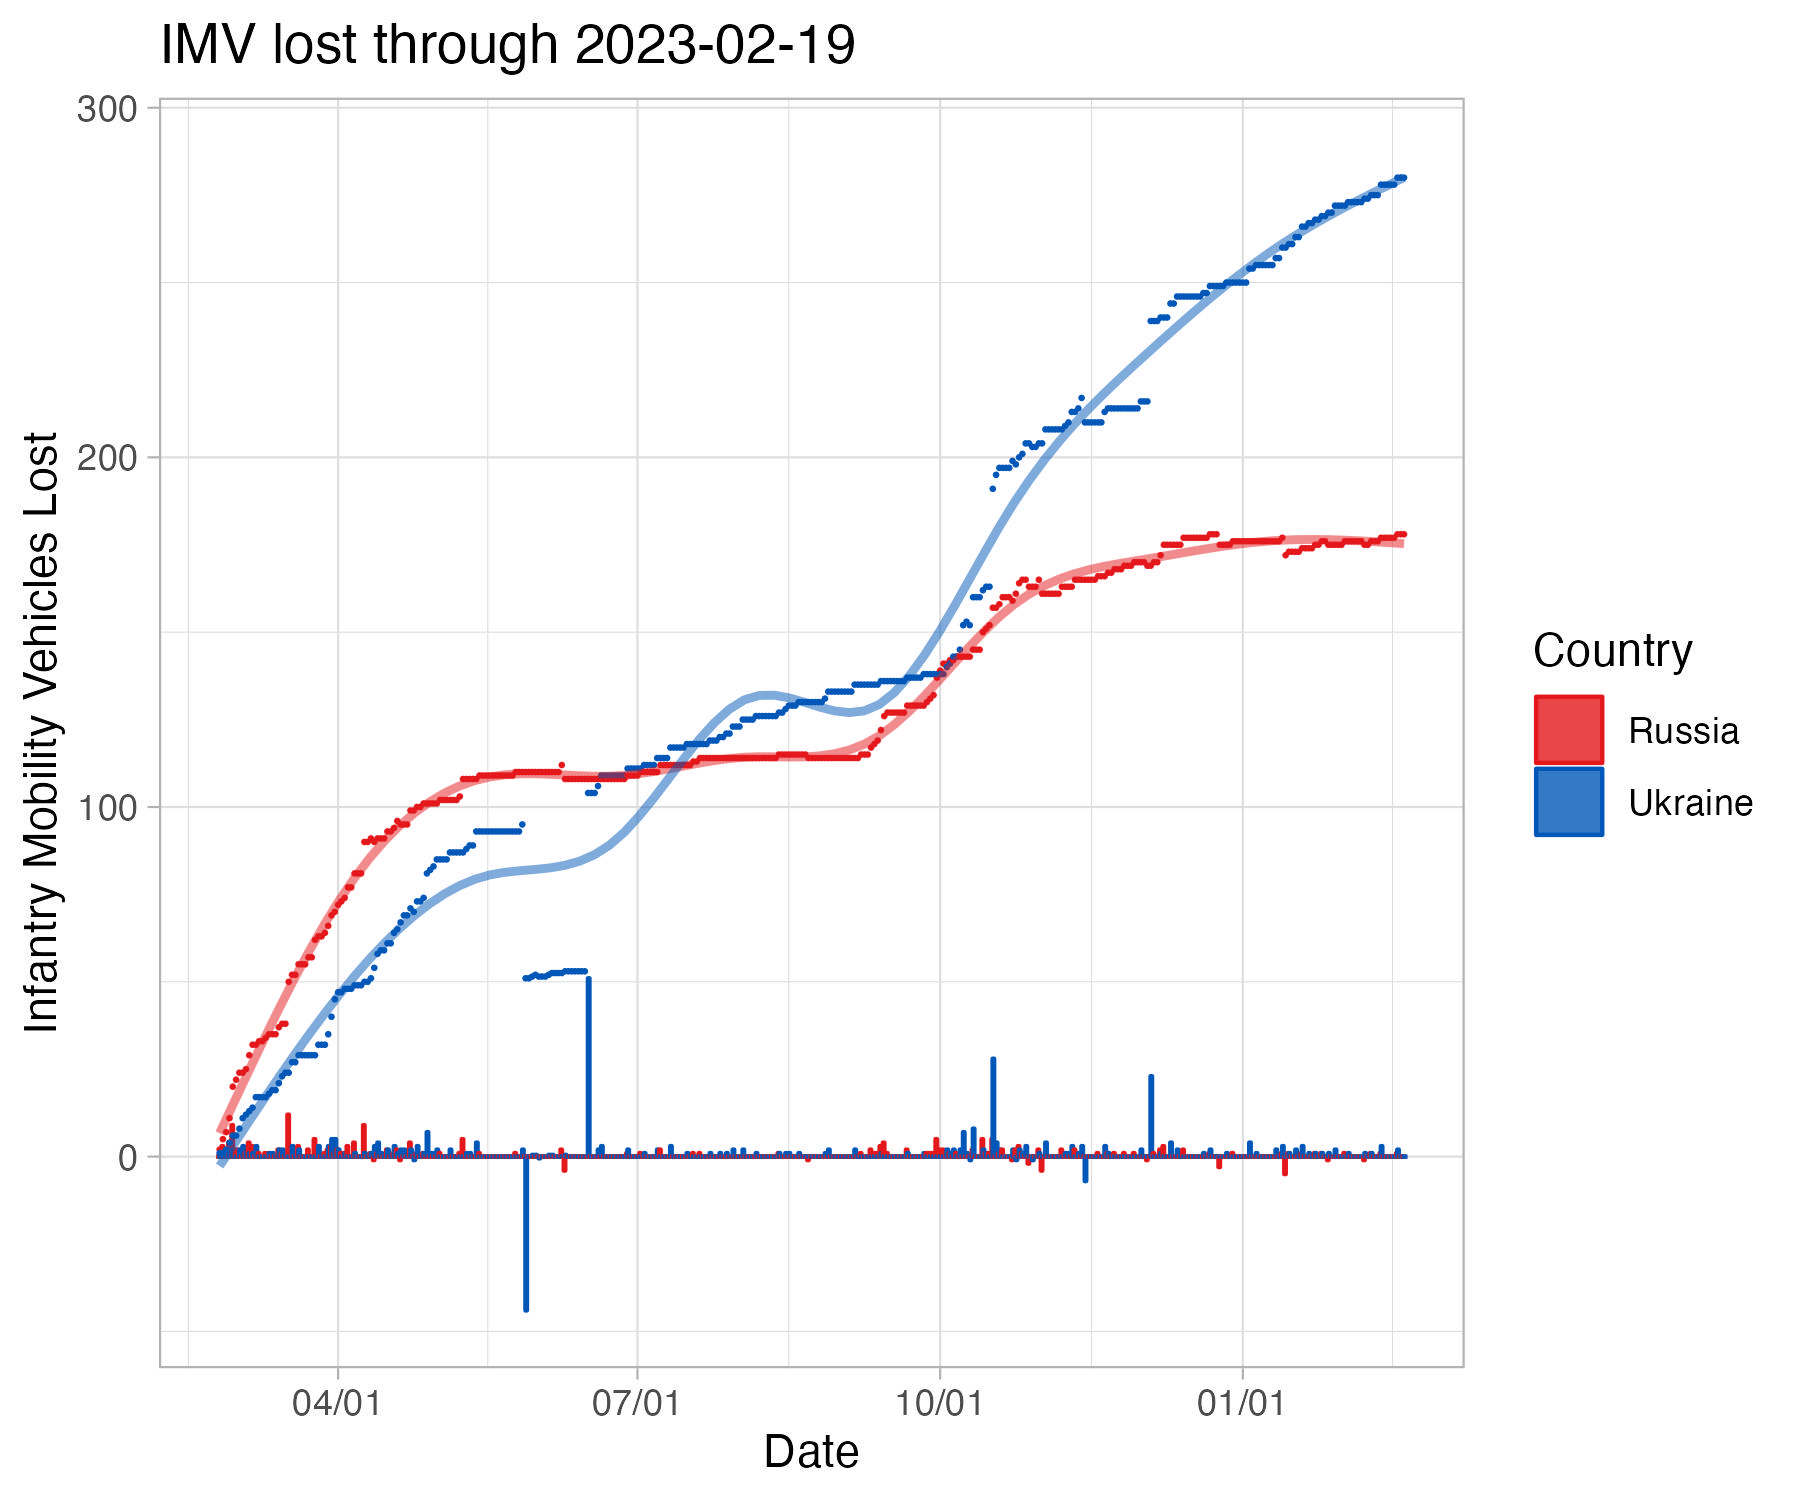 IMV lost through 2023-02-19
Infantry Mobility Vehicles Lost
300
200
100
0
04/01
07/01
10/01
01/01
Date
Country
Russia
Ukraine